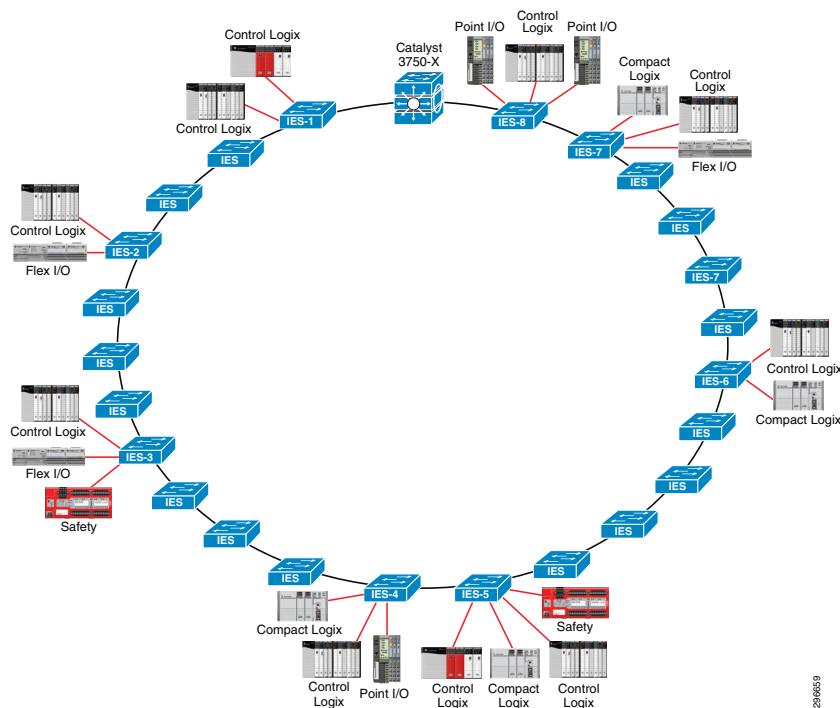 Control Logix
Catalyst
3750-X
Point I/O
Control
Logix
Point I/O
Compact
Logix
Control
Logix
Control Logix
IES-1
IES-8
IES-7
Flex I/O
IES
IES
IES
IES
Control Logix
IES-2
Flex I/O
IES-7
IES
IES
IES
Control Logix
IES-6
Compact Logix
IES
Control Logix
IES-3
Flex I/O
Safety
IES
IES
IES
IES
IES
IES
IES
IES-4
IES-5
Compact Logix
Safety
Control
Logix
Point I/O
Control
Logix
Compact
Logix
Control
Logix
296659